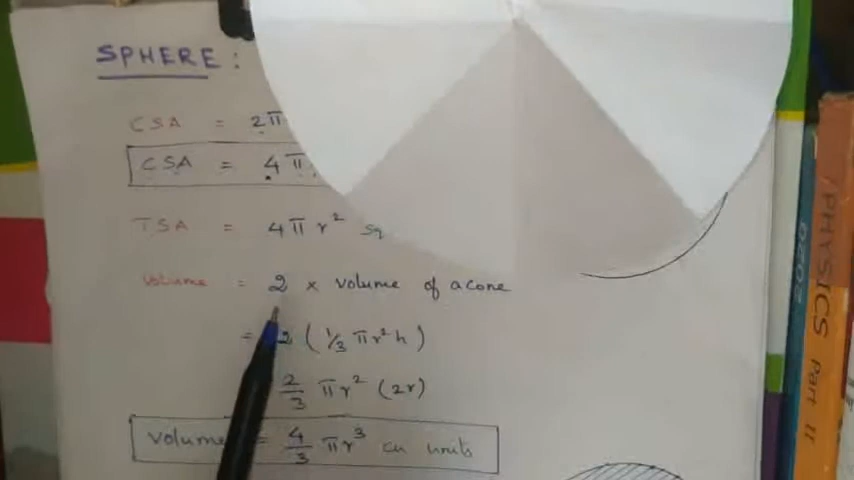 SPHERE :
CSA = 2π
CSA = 4π
TSA = 4πr² sq
Volume = 2 × volume of a cone
= 2 (1/3 πr²h)
2/3 πr² (2r)
Volume = 4/3 πr³ cu units
PHYSICS Part II
2020